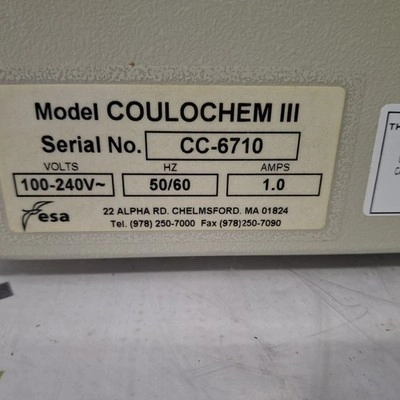 Model COULOCHEM III
Serial No. CC-6710
VOLTS HZ AMPS
100-240V~ 50/60 1.0
esa
22 ALPHA RD. CHELMSFORD. MA 01824
Tel. (978) 250-7000 Fax (978)250-7090